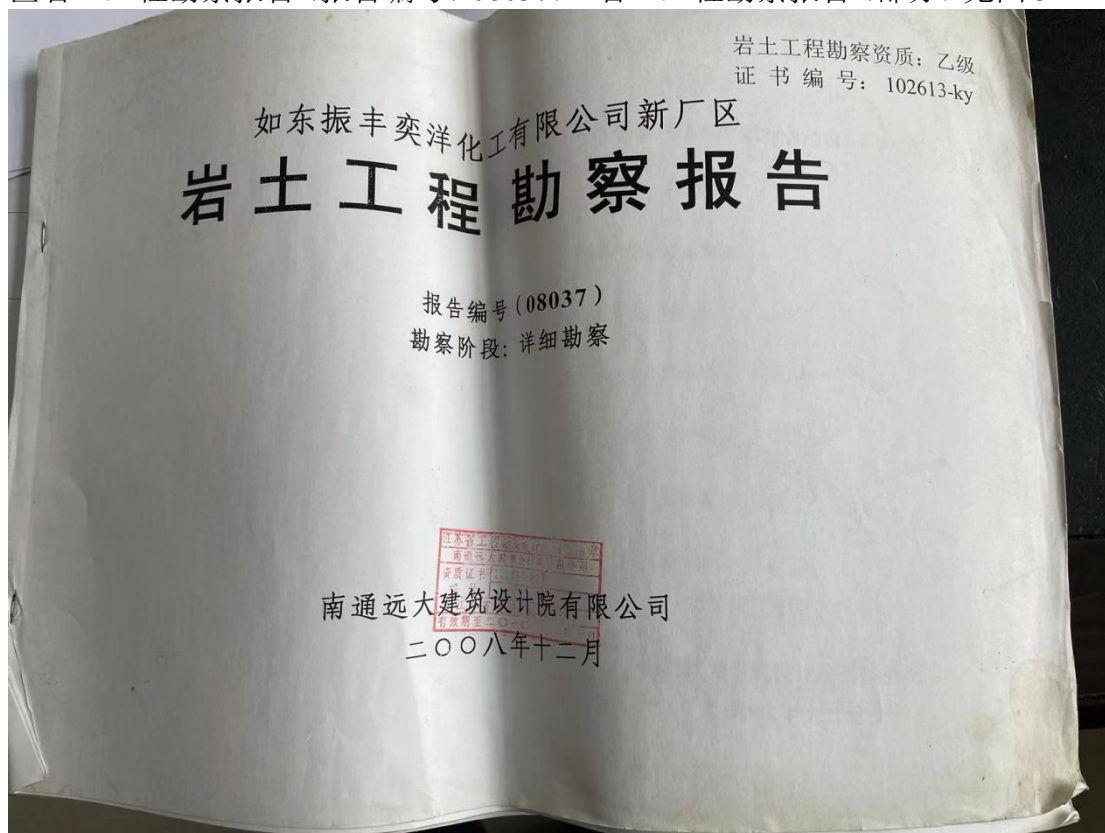 岩土工程勘察资质：乙级
证 书 编 号： 102613-ky
如东振丰奕洋化工有限公司新厂区
岩土工程勘察报告
报告编号（08037）
勘察阶段：详细勘察
南通远大建筑设计院有限公司
二〇〇八年十二月